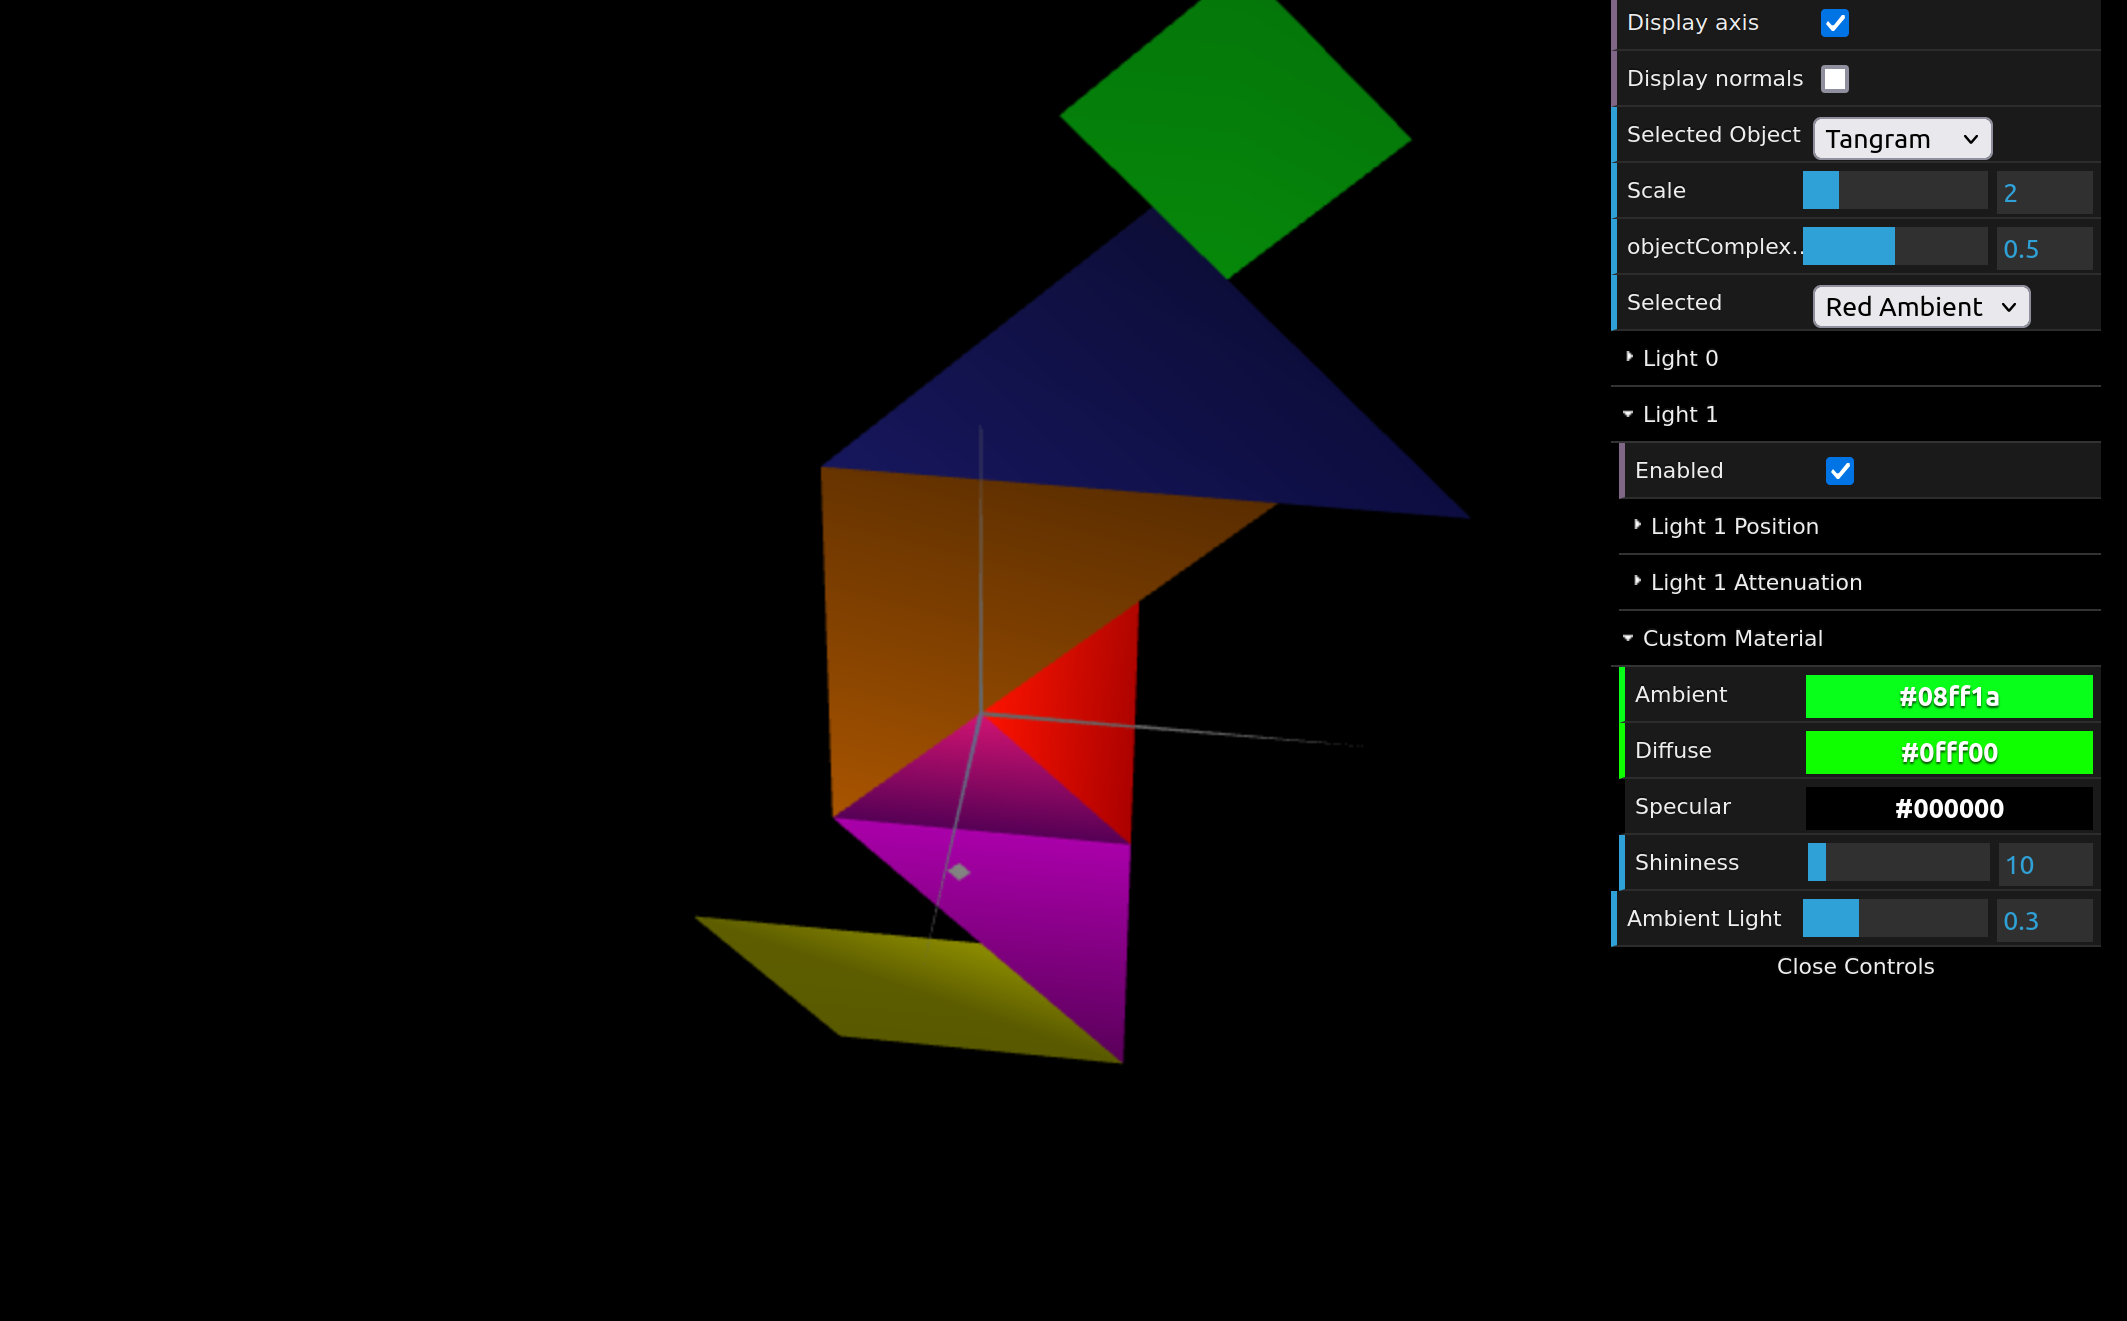 Display axis
Display normals
Selected Object Tangram
Scale 2
objectComplex.. 0.5
Selected Red Ambient
Light 0
Light 1
Enabled
Light 1 Position
Light 1 Attenuation
Custom Material
Ambient #08ff1a
Diffuse #0fff00
Specular #000000
Shininess 10
Ambient Light 0.3
Close Controls